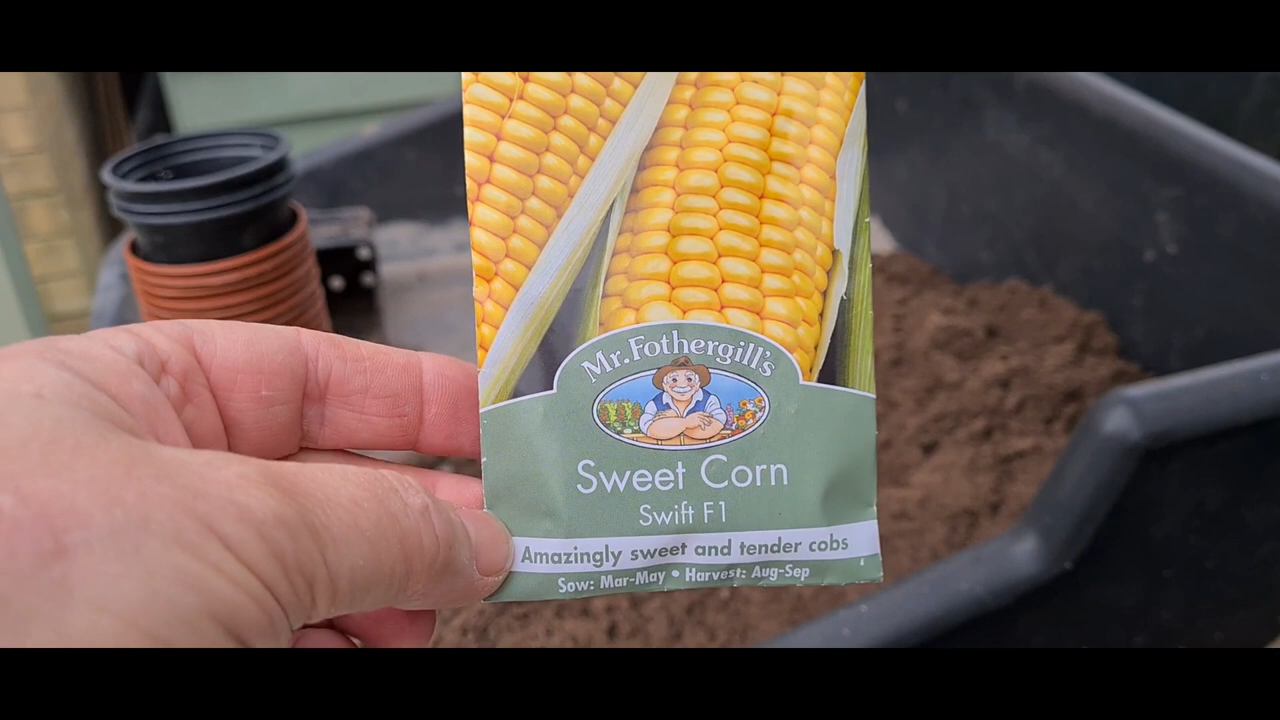 Mr. Fothergill's
Sweet Corn
Swift F1
Amazingly sweet and tender cobs
Sow: Mar-May • Harvest: Aug-Sep